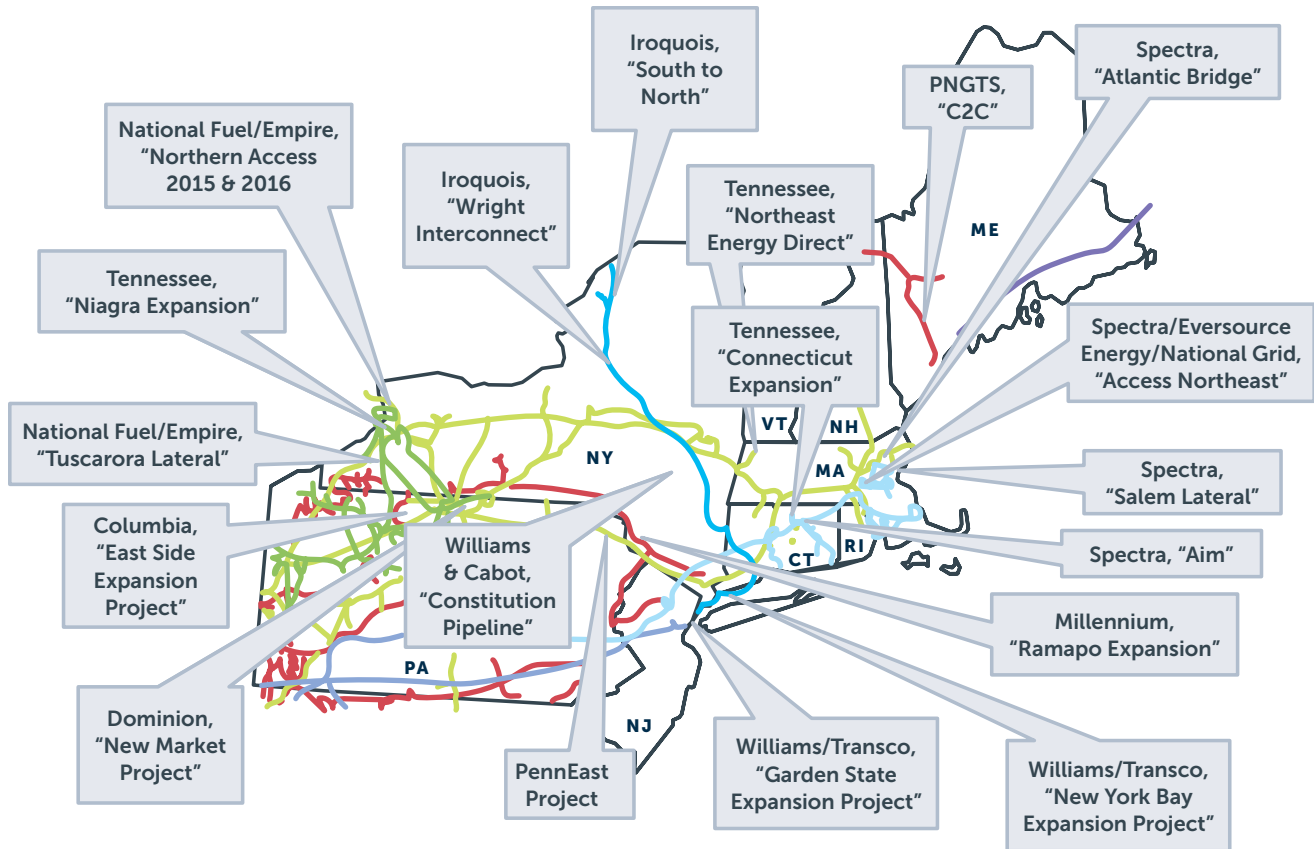 Iroquois,
“South to
North”
Spectra,
“Atlantic Bridge”
PNGTS,
“C2C”
National Fuel/Empire,
“Northern Access
2015 & 2016
Iroquois,
“Wright
Interconnect”
Tennessee,
“Northeast
Energy Direct”
ME
Tennessee,
“Niagra Expansion”
Tennessee,
“Connecticut
Expansion”
Spectra/Eversource
Energy/National Grid,
“Access Northeast”
National Fuel/Empire,
“Tuscarora Lateral”
VT
NH
NY
MA
Spectra,
“Salem Lateral”
Columbia,
“East Side
Expansion
Project”
Williams
& Cabot,
“Constitution
Pipeline”
CT
RI
Spectra, “Aim”
Millennium,
“Ramapo Expansion”
PA
Dominion,
“New Market
Project”
NJ
PennEast
Project
Williams/Transco,
“Garden State
Expansion Project”
Williams/Transco,
“New York Bay
Expansion Project”